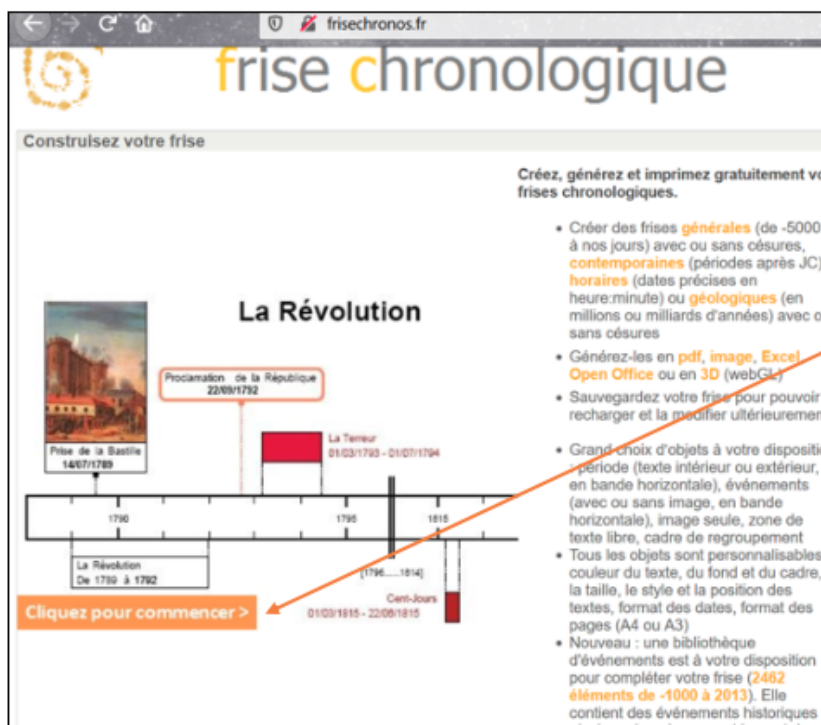 frisechronos.fr
frise chronologique
Construisez votre frise
Créez, générez et imprimez gratuitement
frises chronologiques.
• Créer des frises générales (de -5000
à nos jours) avec ou sans césures,
contemporaines (périodes après JC)
horaires (dates précises en
heure:minute) ou géologiques (en
millions ou milliards d'années) avec
sans césures
• Générez-les en pdf, image, Excel
Open Office ou en 3D (webGL)
• Sauvegardez votre frise pour pouvoir
recharger et la modifier
• Grand choix d'objets à votre
: période (texte intérieur ou extérieur,
en bande horizontale), événements
(avec ou sans image, en bande
horizontale), image seule, zone de
texte libre, cadre de regroupement
• Tous les objets sont personnalisables
couleur du texte, du fond et du cadre,
la taille, le style et la position des
textes, format des dates, format des
pages (A4 ou A3)
• Nouveau : une bibliothèque
d'événements est à votre disposition
pour compléter votre frise (2462
éléments de -1000 à 2013). Elle
contient des événements historiques
La Révolution
Proclamation de la République
22/09/1792
Prise de la Bastille
14/07/1789
La Terreur
01/03/1793 - 01/07/1794
1790
1795
1815
La Révolution
De 1789 à 1792
[1796......1814]
Cent-Jours
01/03/1815 - 22/06/1815
Cliquez pour commencer >